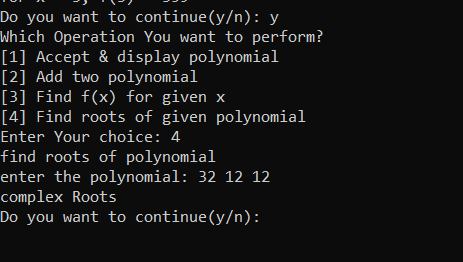 Do you want to continue(y/n): y
Which Operation You want to perform?
[1] Accept & display polynomial
[2] Add two polynomial
[3] Find f(x) for given x
[4] Find roots of given polynomial
Enter Your choice: 4
find roots of polynomial
enter the polynomial: 32 12 12
complex Roots
Do you want to continue(y/n):